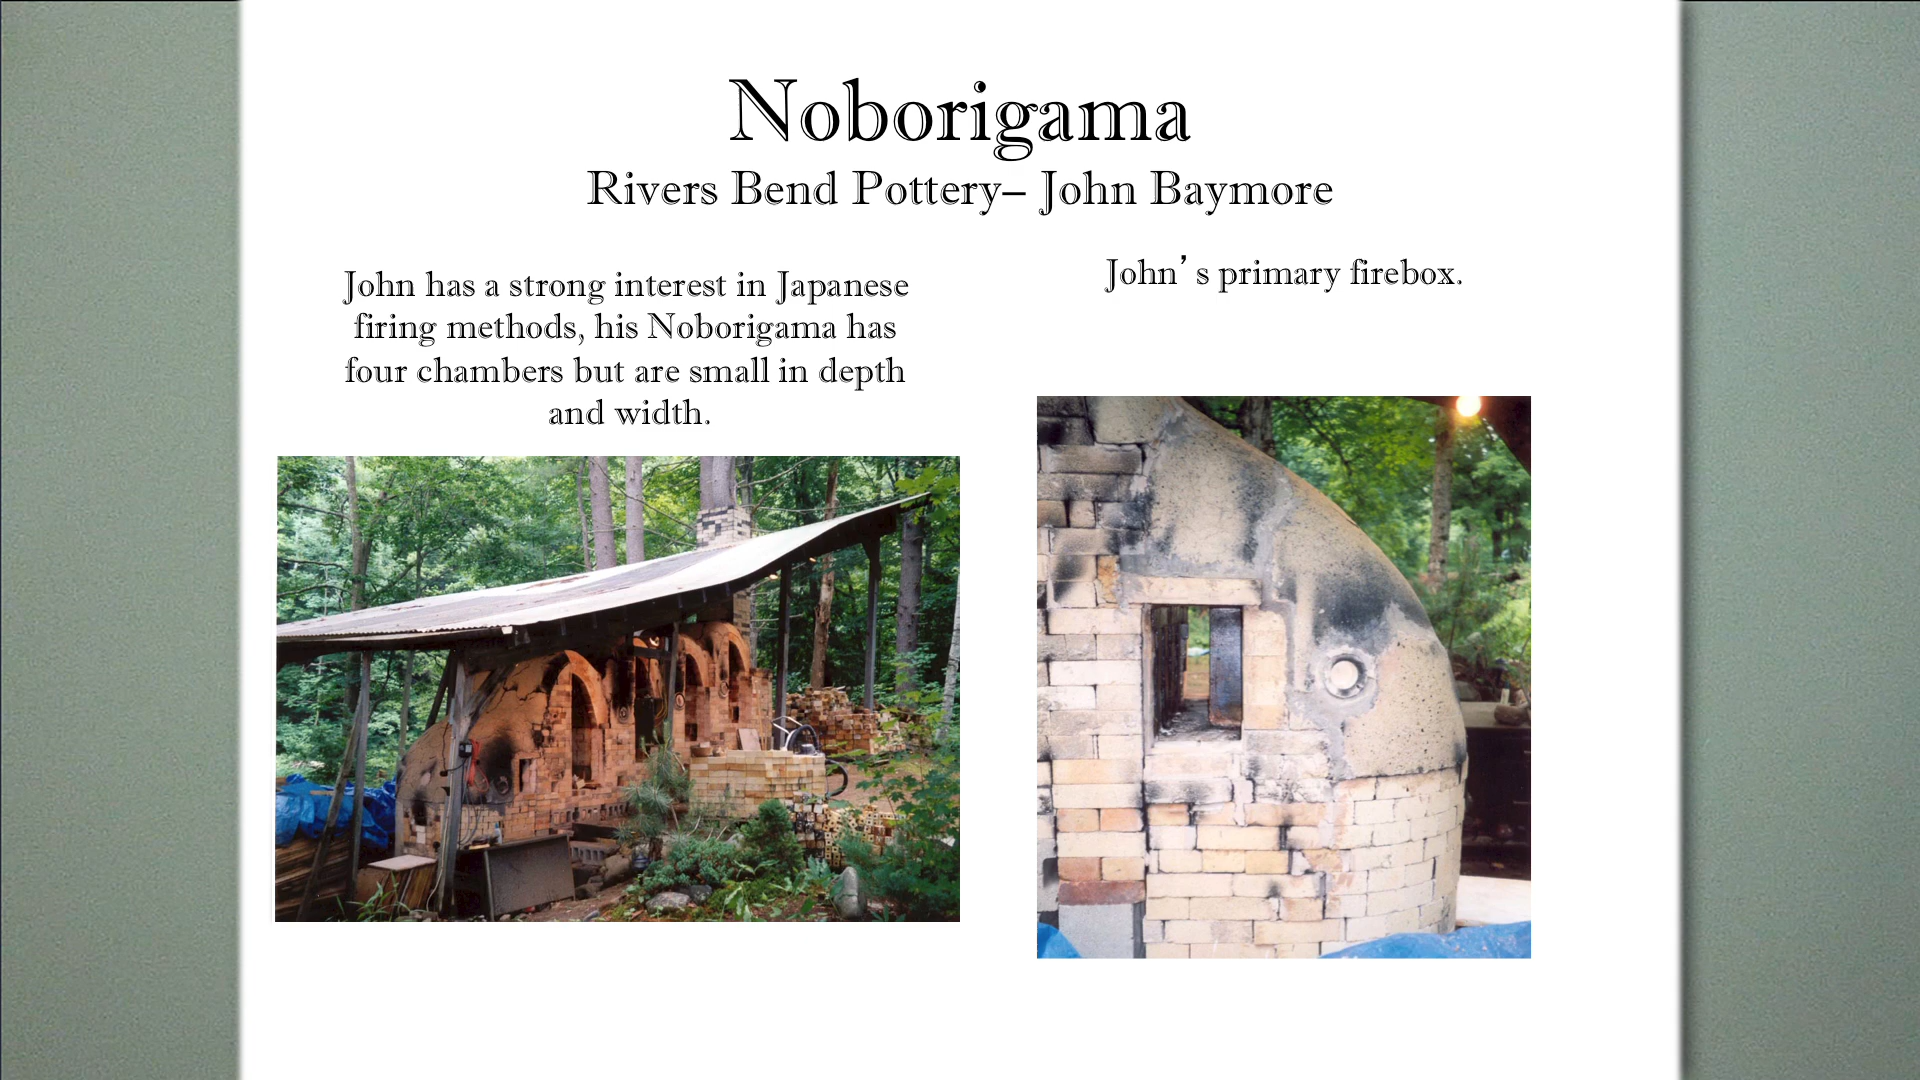 Noborigama
Rivers Bend Pottery– John Baymore
John has a strong interest in Japanese
firing methods, his Noborigama has
four chambers but are small in depth
and width.
John’s primary firebox.